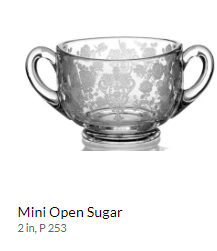 Mini Open Sugar
2 in, P 253